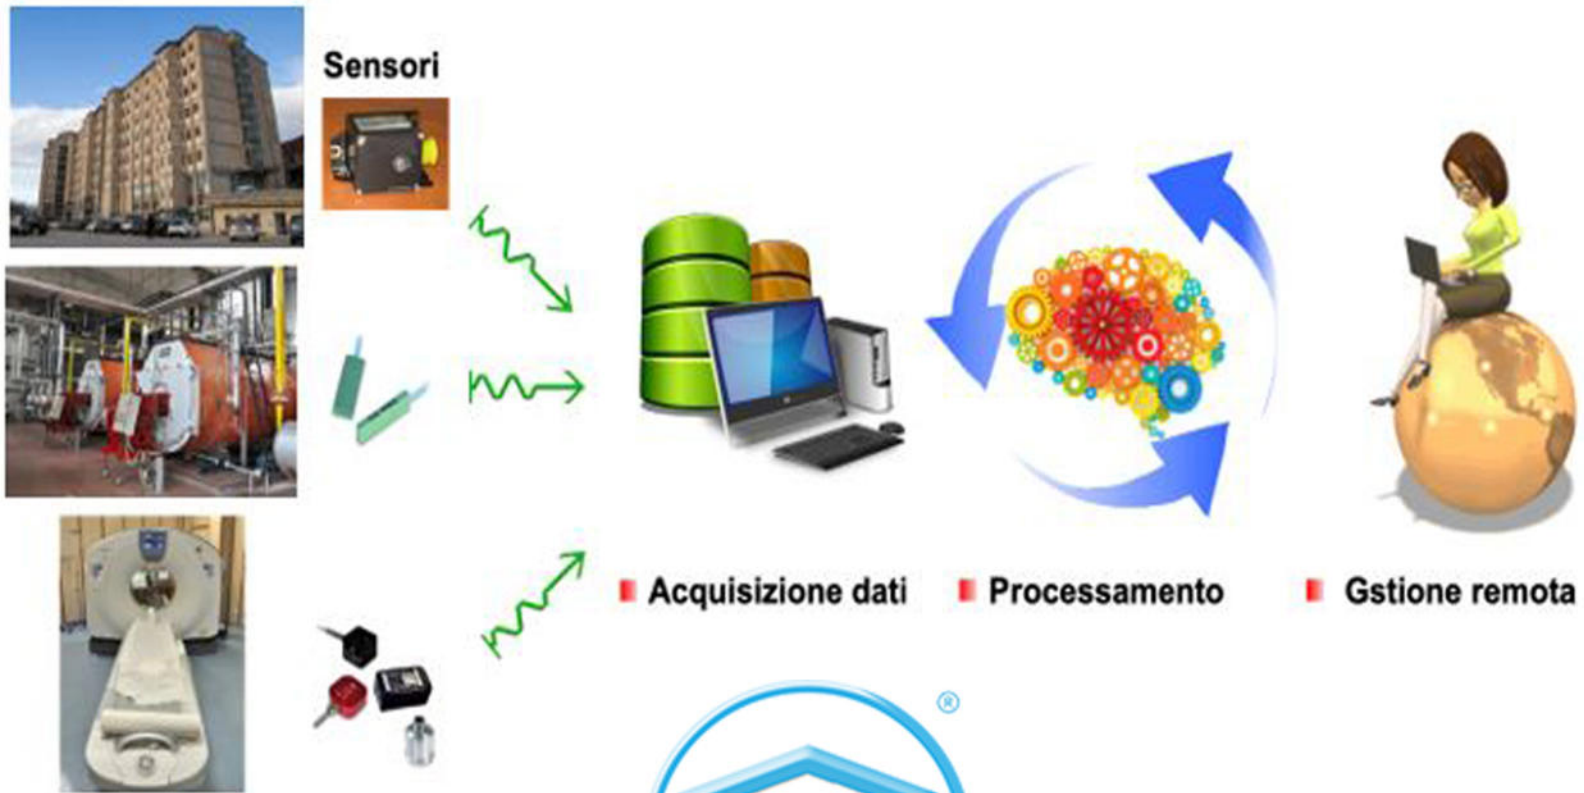 Sensori
Acquisizione dati
Processamento
Gstione remota
®